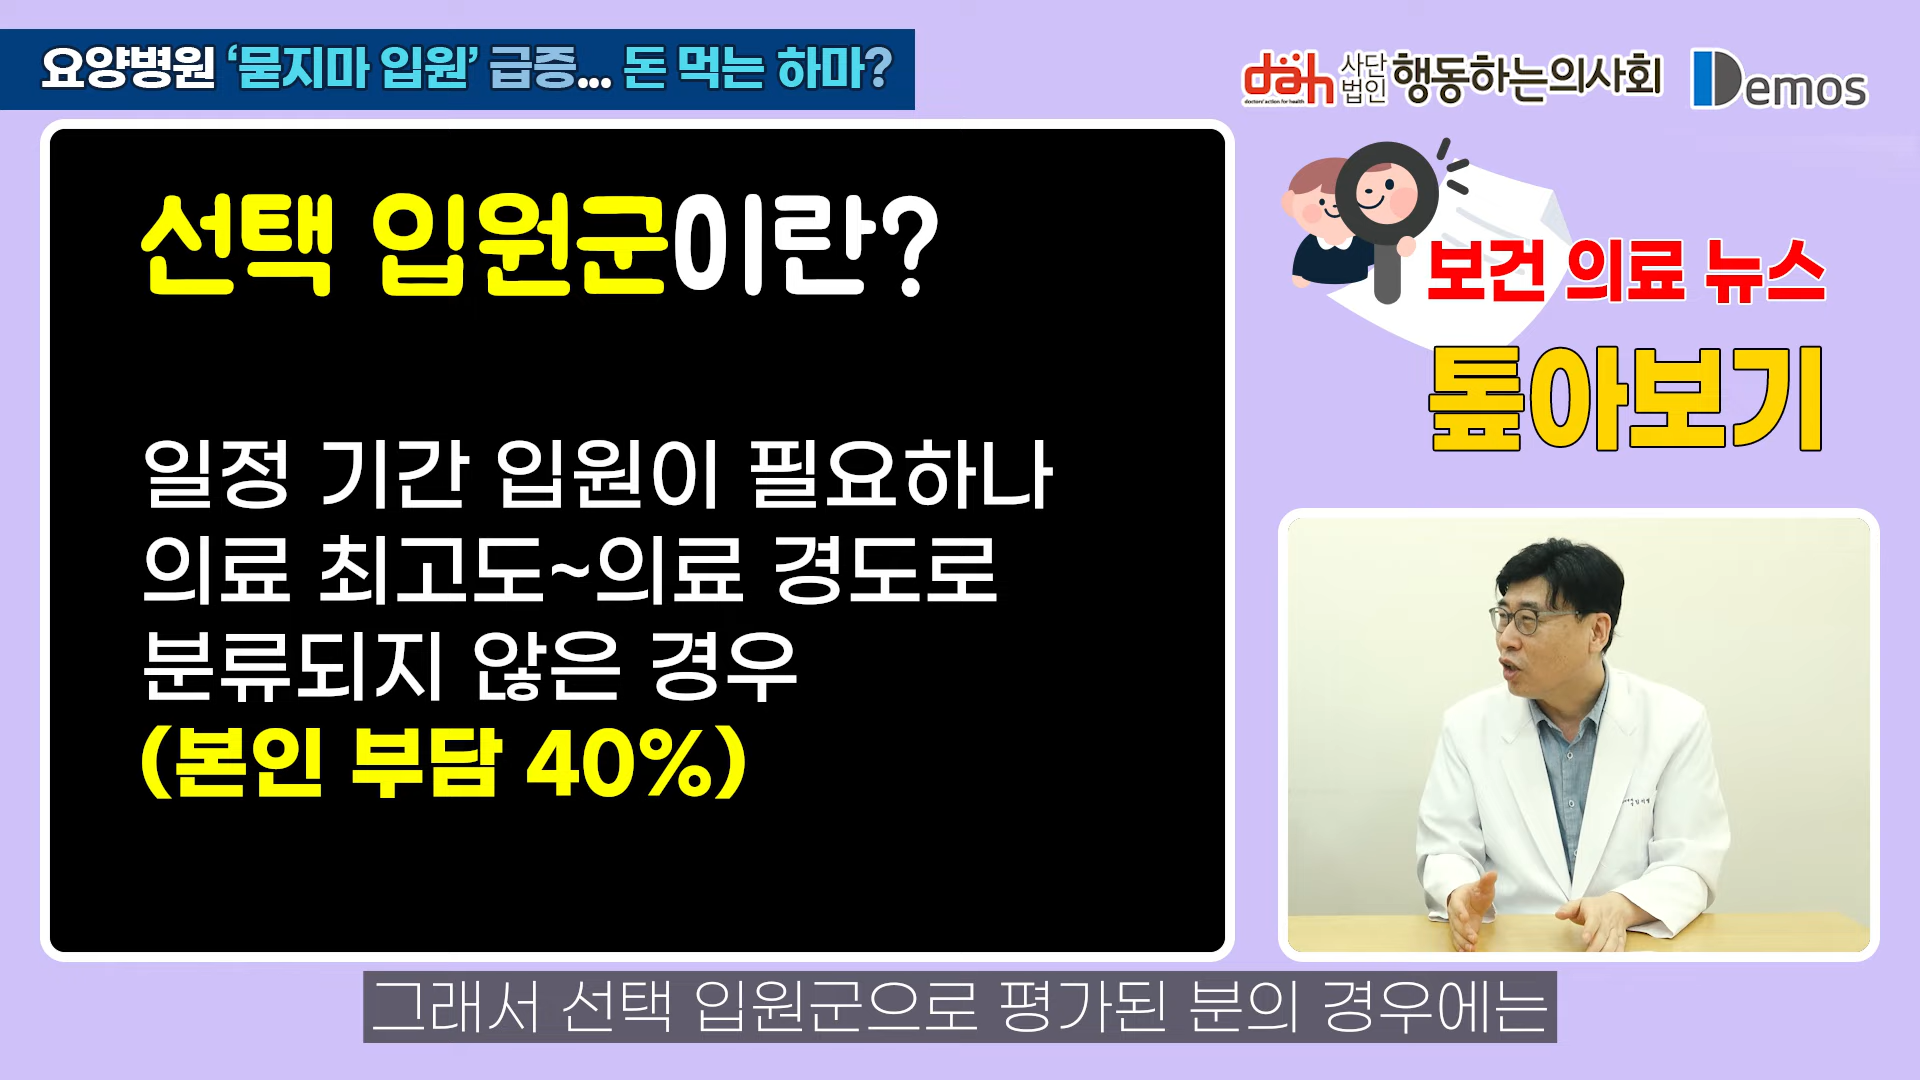 요양병원 ‘묻지마 입원’ 급증... 돈 먹는 하마?
dah 사단법인 행동하는의사회
doctors' action for health
Demos
선택 입원군이란?
일정 기간 입원이 필요하나
의료 최고도~의료 경도로
분류되지 않은 경우
(본인 부담 40%)
보건 의료 뉴스
톺아보기
그래서 선택 입원군으로 평가된 분의 경우에는